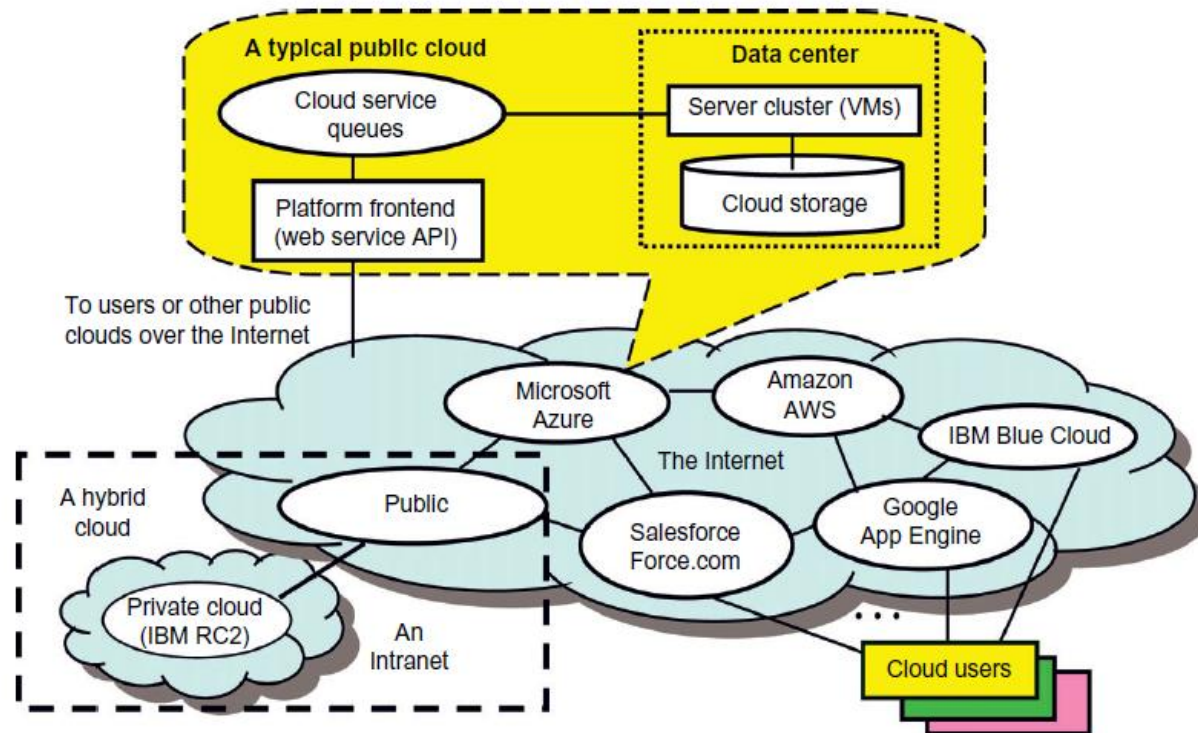 A typical public cloud
Data center
Cloud service
queues
Server cluster (VMs)
Platform frontend
(web service API)
Cloud storage
To users or other public
clouds over the Internet
Microsoft
Azure
Amazon
AWS
IBM Blue Cloud
The Internet
A hybrid
cloud
Public
Salesforce
Force.com
Google
App Engine
Private cloud
(IBM RC2)
An
Intranet
...
Cloud users